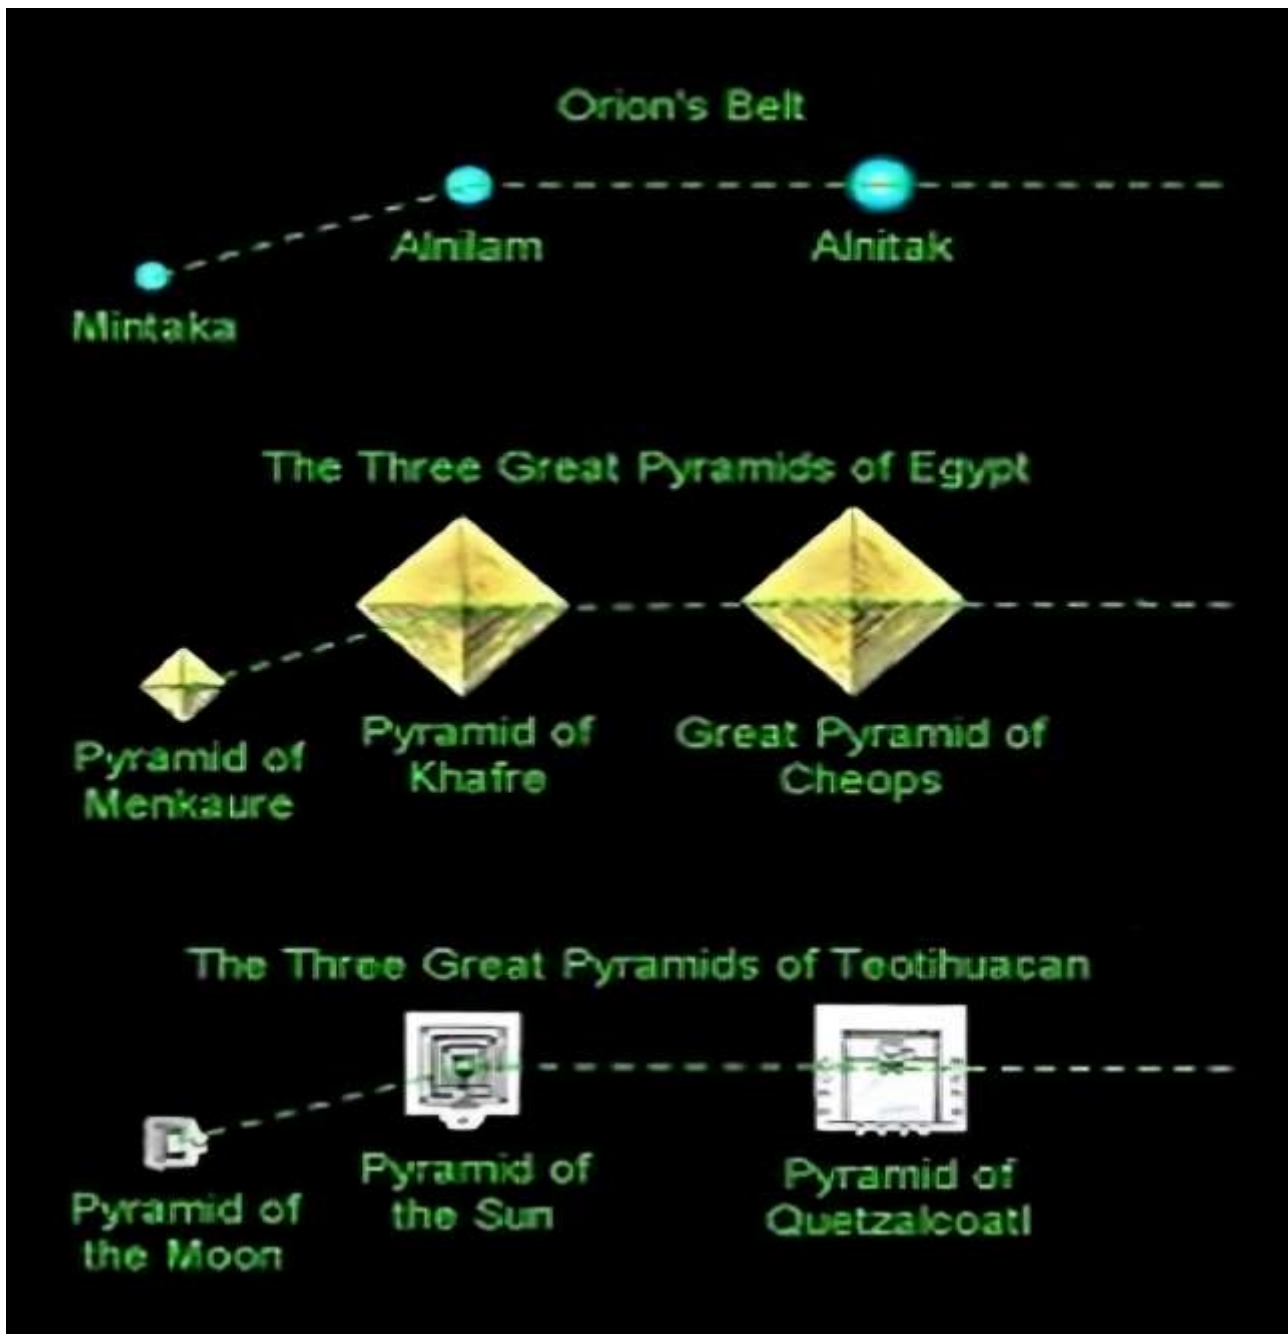 Orion's Belt
Alnilam
Alnitak
Mintaka
The Three Great Pyramids of Egypt
Pyramid of
Menkaure
Pyramid of
Khafre
Great Pyramid of
Cheops
The Three Great Pyramids of Teotihuacan
Pyramid of
the Moon
Pyramid of
the Sun
Pyramid of
Quetzalcoatl